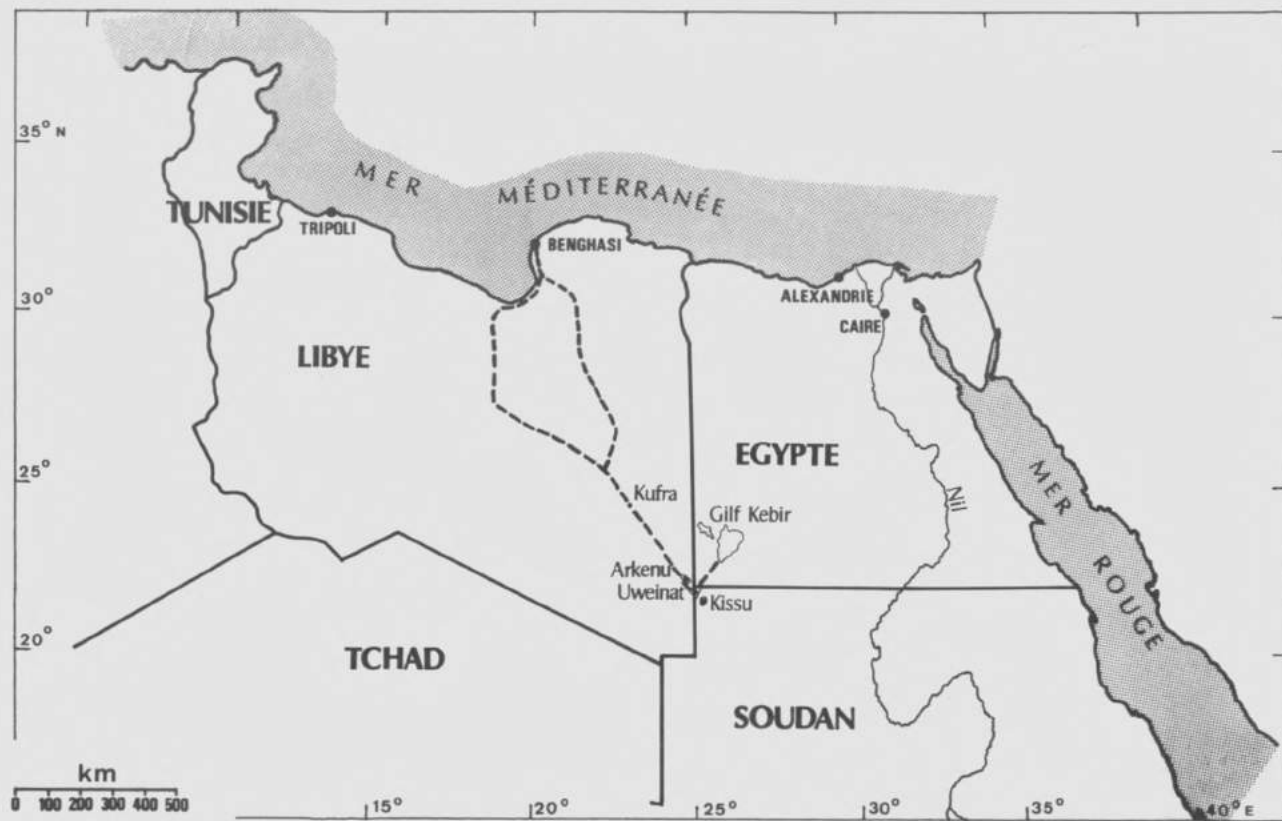 35° N
MER MÉDITERRANÉE
TUNISIE
TRIPOLI
BENGHASI
30°
ALEXANDRIE
CAIRE
LIBYE
EGYPTE
25°
Kufra
Nil
MER ROUGE
Gilf Kebir
Arkenu
Uweinat
Kissu
20°
TCHAD
SOUDAN
km
0 100 200 300 400 500
15° 20° 25° 30° 35° 40° E